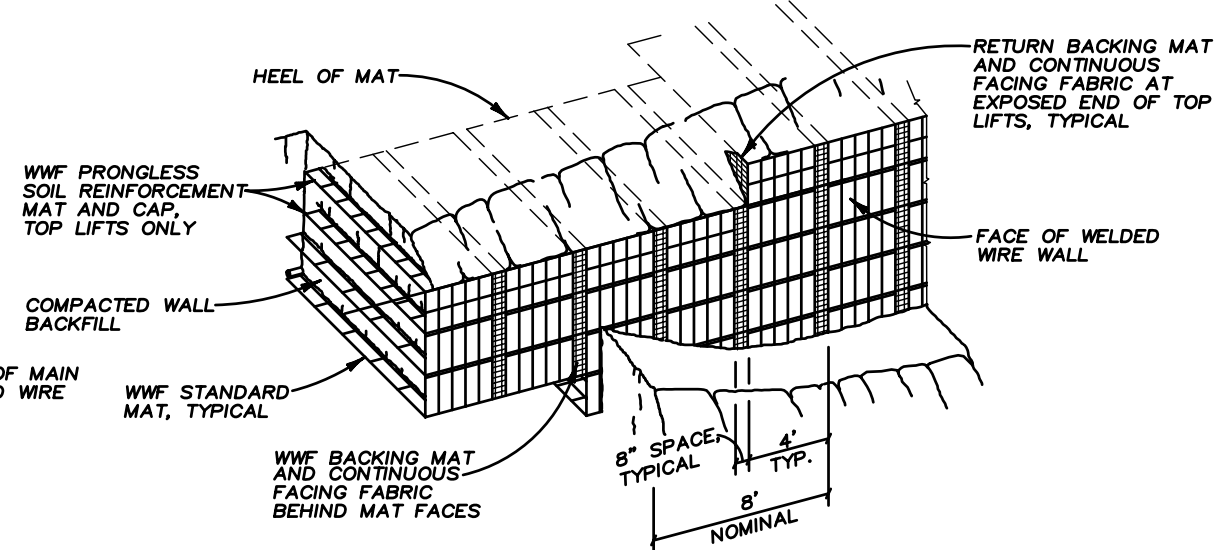 HEEL OF MAT
RETURN BACKING MAT
AND CONTINUOUS
FACING FABRIC AT
EXPOSED END OF TOP
LIFTS, TYPICAL
WWF PRONGLESS
SOIL REINFORCEMENT
MAT AND CAP,
TOP LIFTS ONLY
FACE OF WELDED
WIRE WALL
COMPACTED WALL
BACKFILL
OF MAIN
WIRE
WWF STANDARD
MAT, TYPICAL
WWF BACKING MAT
AND CONTINUOUS
FACING FABRIC
BEHIND MAT FACES
8" SPACE,
TYPICAL
4'
TYP.
8'
NOMINAL